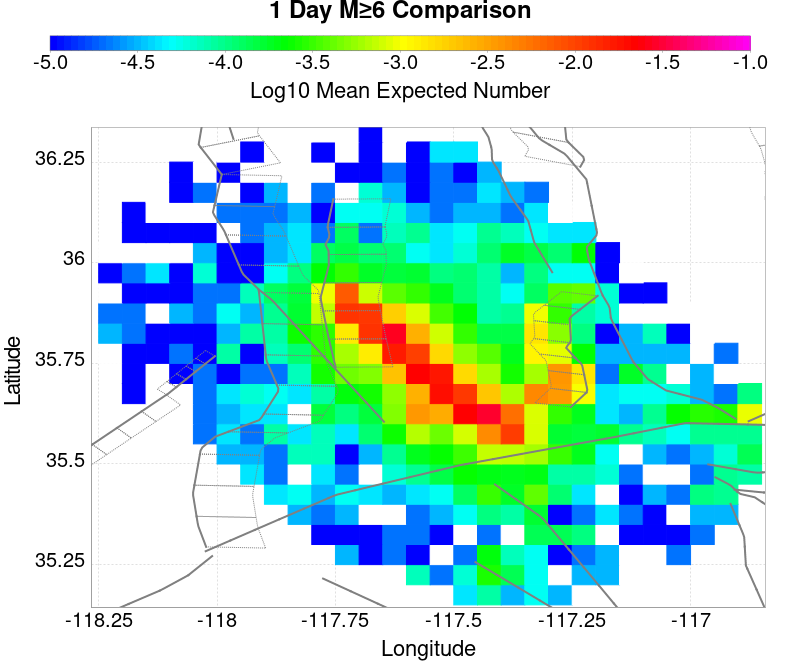 1 Day M≥6 Comparison
-5.0 -4.5 -4.0 -3.5 -3.0 -2.5 -2.0 -1.5 -1.0
Log10 Mean Expected Number
36.25
36
35.75
35.5
35.25
Latitude
-118.25 -118 -117.75 -117.5 -117.25 -117
Longitude